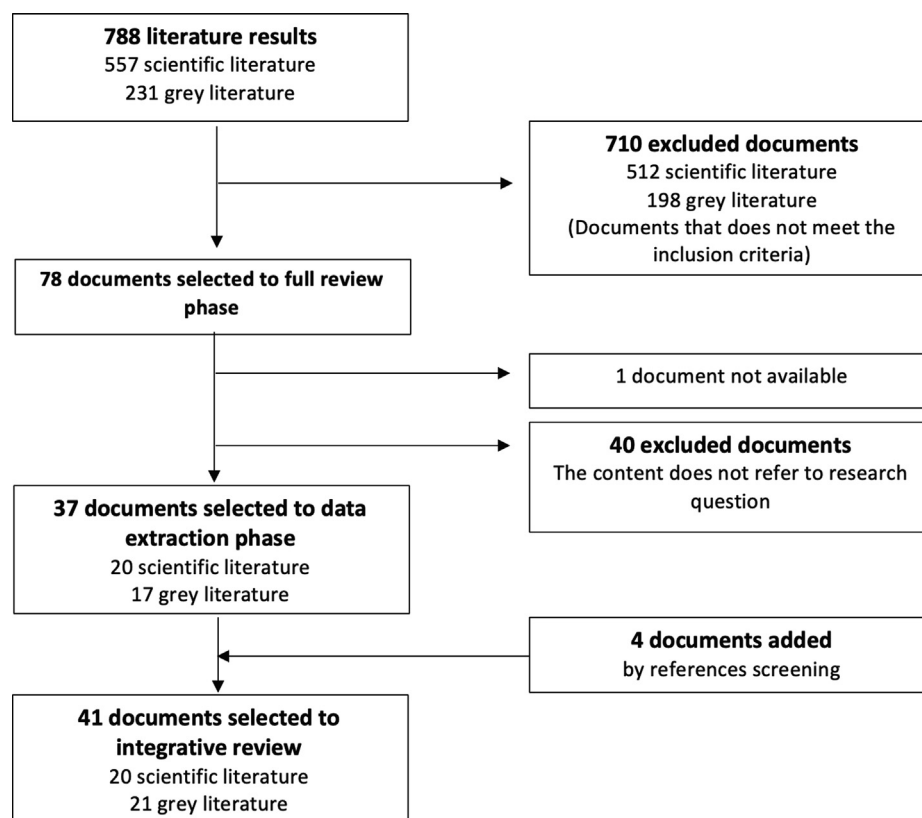 788 literature results
557 scientific literature
231 grey literature
710 excluded documents
512 scientific literature
198 grey literature
(Documents that does not meet the
inclusion criteria)
78 documents selected to full review
phase
1 document not available
40 excluded documents
The content does not refer to research
question
37 documents selected to data
extraction phase
20 scientific literature
17 grey literature
4 documents added
by references screening
41 documents selected to
integrative review
20 scientific literature
21 grey literature